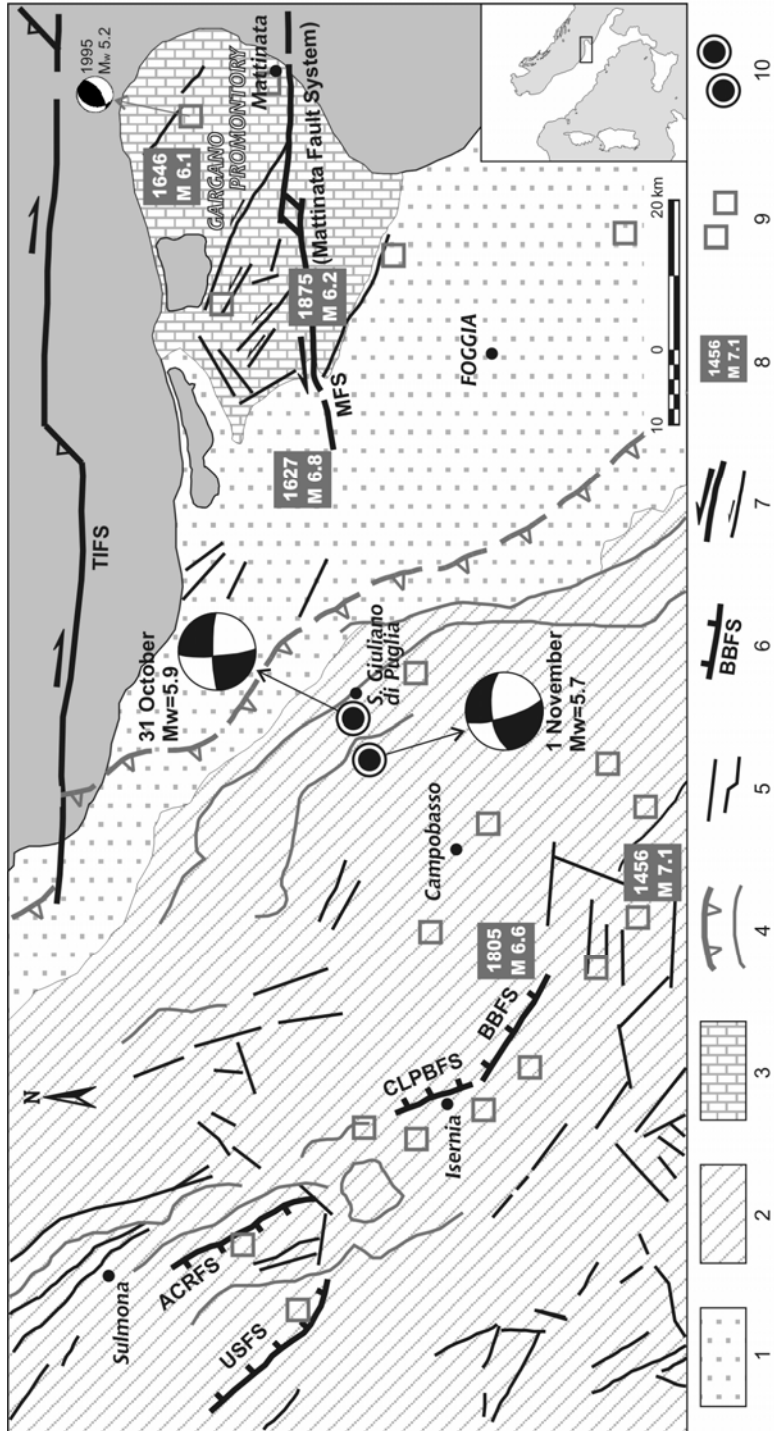 N
TIFS
1995
Mw 5.2
1646
M 6.1
GARGANO
PROMONTORY
Mattinata
(Mattinata Fault System)
1875
M 6.2
MFS
1627
M 6.8
31 October
Mw=5.9
S. Giuliano
di Puglia
1 November
Mw=5.7
FOGGIA
Campobasso
1805
M 6.6
1456
M 7.1
BBFS
CLPBFS
Isernia
Sulmona
ACRFS
USFS
10 0 20 km
1
2
3
4
5
BBFS
6
7
1456
M 7.1
8
9
10